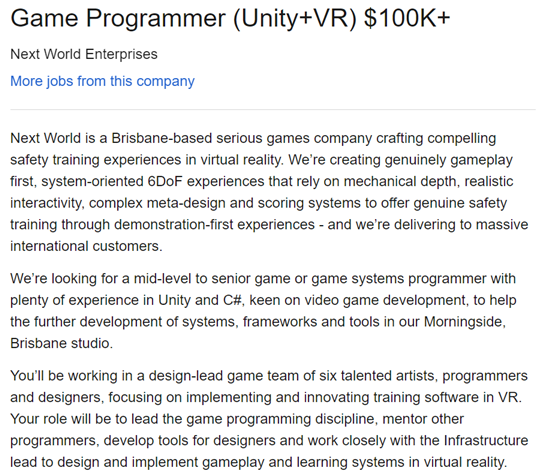 Game Programmer (Unity+VR) $100K+
Next World Enterprises
More jobs from this company
Next World is a Brisbane-based serious games company crafting compelling
safety training experiences in virtual reality. We’re creating genuinely gameplay
first, system-oriented 6DoF experiences that rely on mechanical depth, realistic
interactivity, complex meta-design and scoring systems to offer genuine safety
training through demonstration-first experiences - and we’re delivering to massive
international customers.
We’re looking for a mid-level to senior game or game systems programmer with
plenty of experience in Unity and C#, keen on video game development, to help
the further development of systems, frameworks and tools in our Morningside,
Brisbane studio.
You’ll be working in a design-lead game team of six talented artists, programmers
and designers, focusing on implementing and innovating training software in VR.
Your role will be to lead the game programming discipline, mentor other
programmers, develop tools for designers and work closely with the Infrastructure
lead to design and implement gameplay and learning systems in virtual reality.